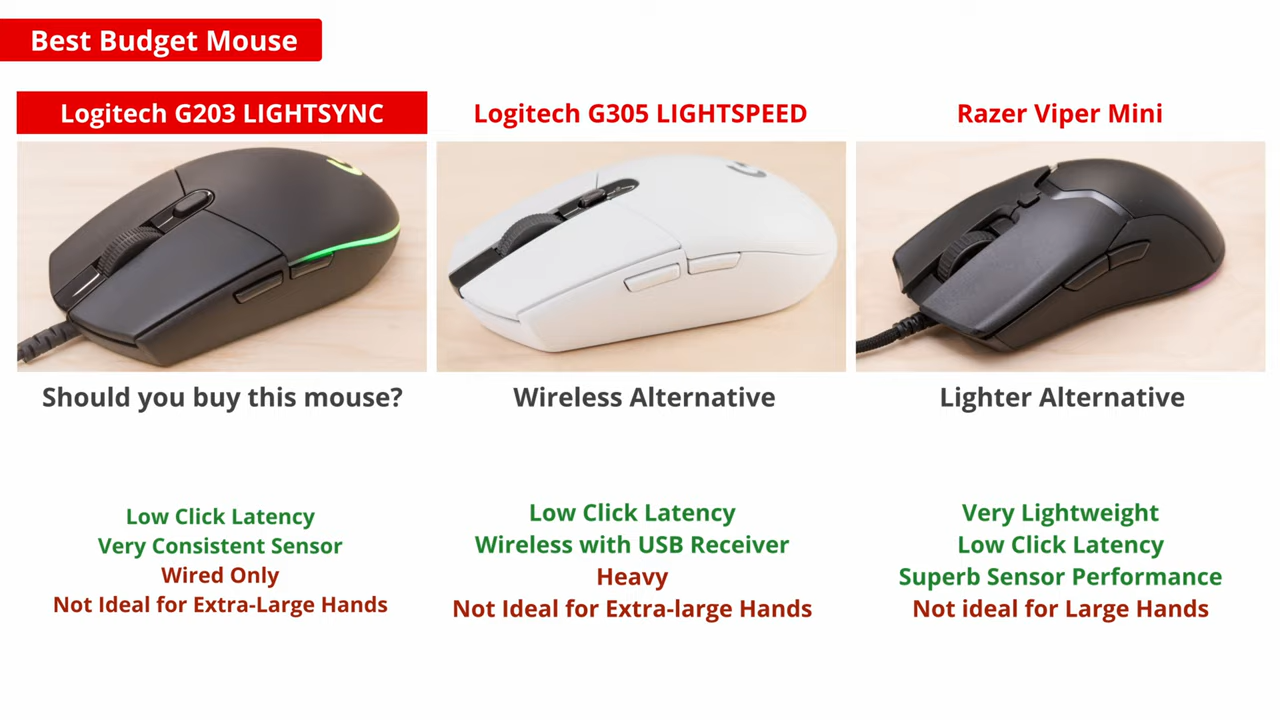 Best Budget Mouse
Logitech G203 LIGHTSYNC
Logitech G305 LIGHTSPEED
Razer Viper Mini
Should you buy this mouse?
Wireless Alternative
Lighter Alternative
Low Click Latency
Very Consistent Sensor
Wired Only
Not Ideal for Extra-Large Hands
Low Click Latency
Wireless with USB Receiver
Heavy
Not Ideal for Extra-large Hands
Very Lightweight
Low Click Latency
Superb Sensor Performance
Not ideal for Large Hands